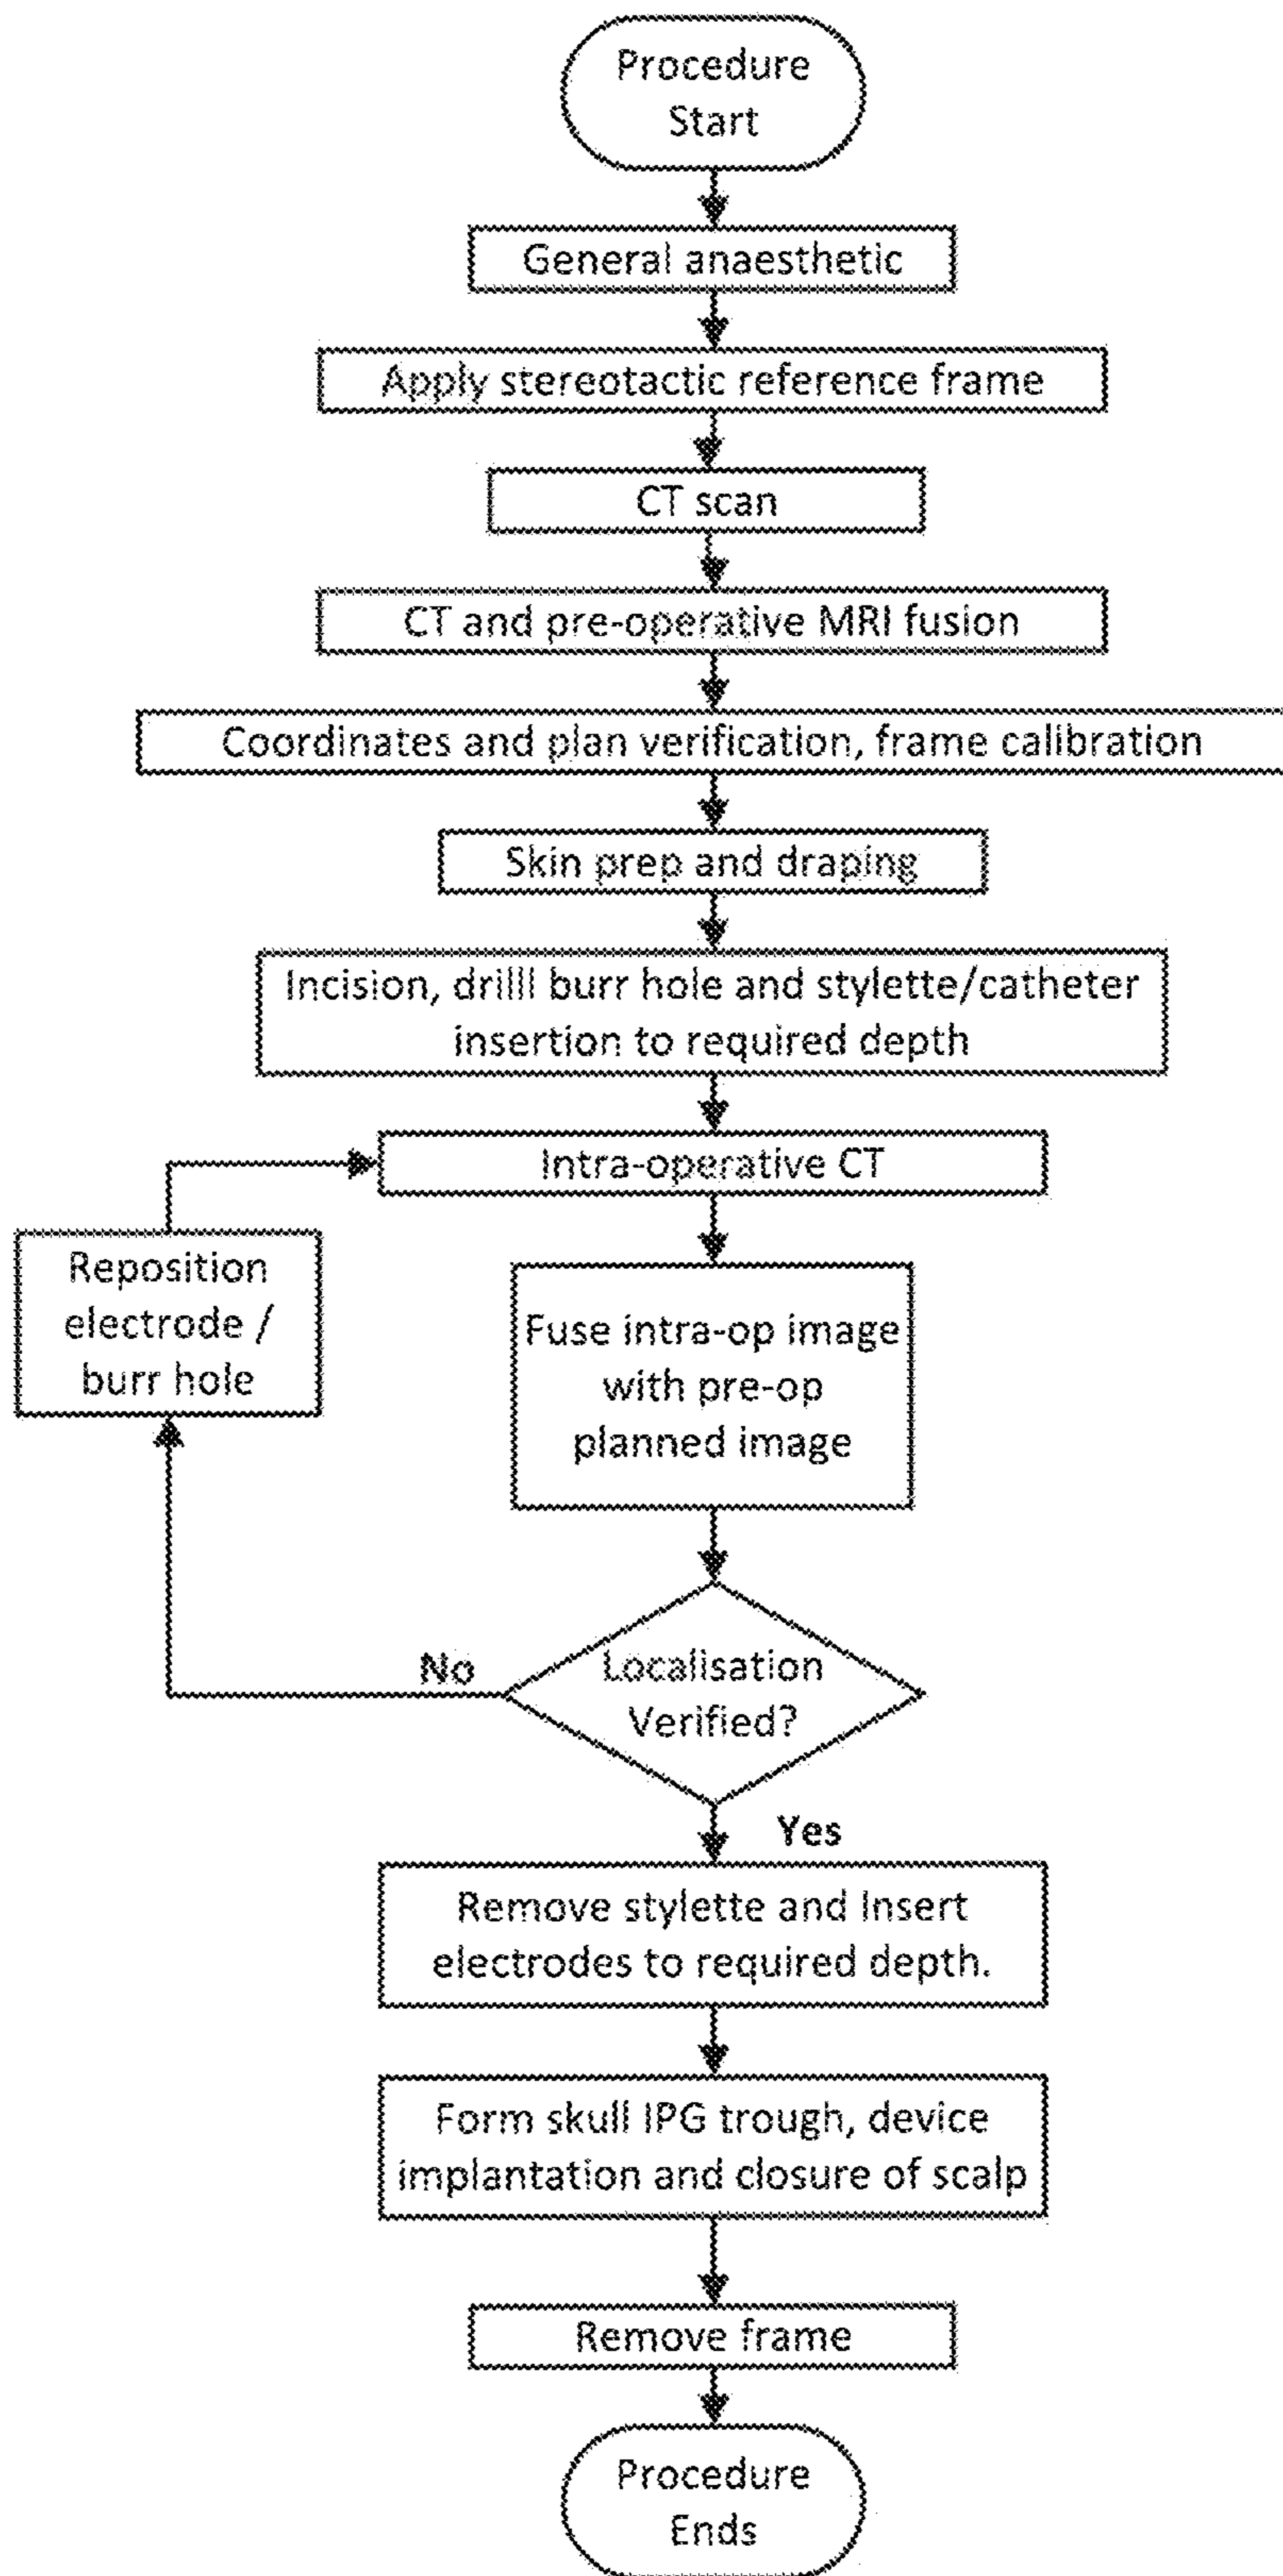 Procedure
Start
General anaesthetic
Apply stereotactic reference frame
CT scan
CT and pre-operative MRI fusion
Coordinates and plan verification, frame calibration
Skin prep and draping
Incision, drilll burr hole and stylette/catheter
insertion to required depth
Intra-operative CT
Reposition
electrode /
burr hole
Fuse intra-op image
with pre-op
planned image
No
Localisation
Verified?
Yes
Remove stylette and Insert
electrodes to required depth.
Form skull IPG trough, device
implantation and closure of scalp
Remove frame
Procedure
Ends